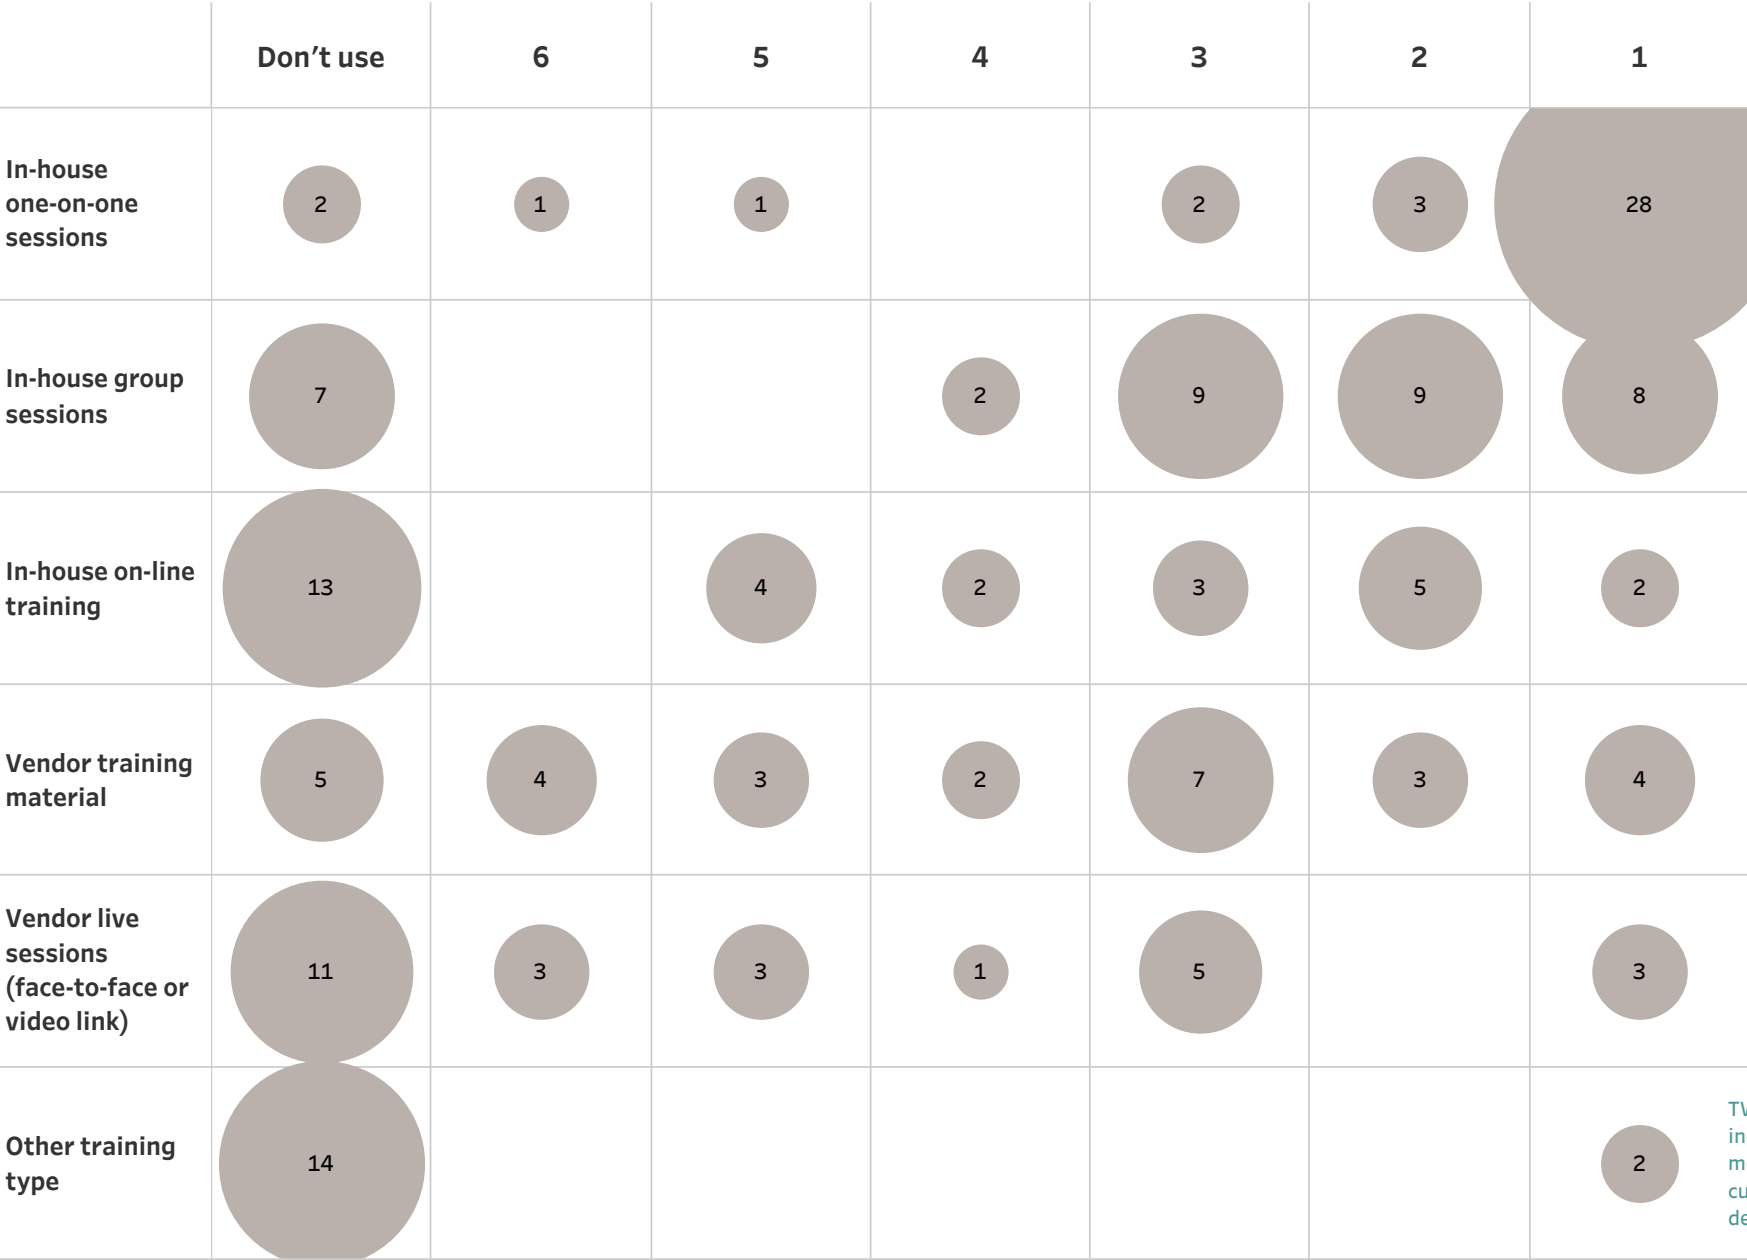 Don’t use 6 5 4 3 2 1
In-house
one-on-one
sessions
2 1 1 2 3 28
In-house group
sessions
7 2 9 9 8
In-house on-line
training
13 4 2 3 5 2
Vendor training
material
5 4 3 2 7 3 4
Vendor live
sessions
(face-to-face or
video link)
11 3 3 1 5 3
Other training
type
14 2